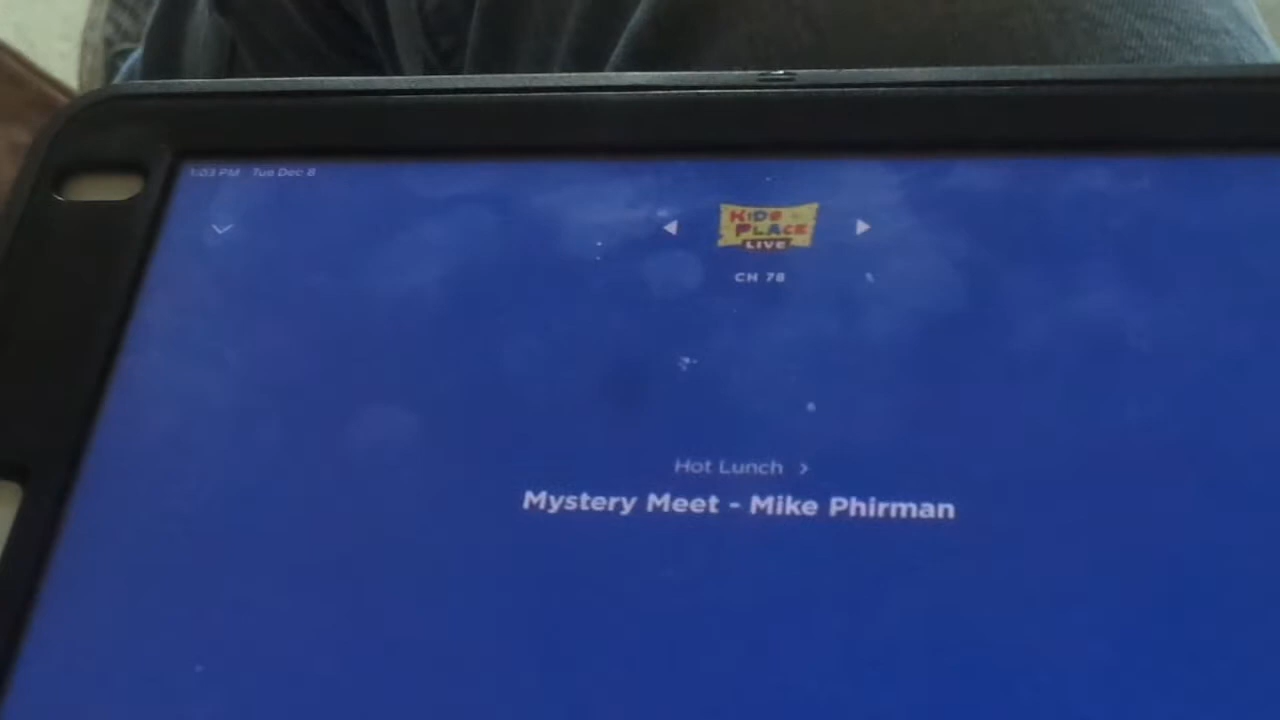 1:03 PM Tue Dec 8
KIDS
PLACE
LIVE
CH 78
Hot Lunch >
Mystery Meet - Mike Phirman